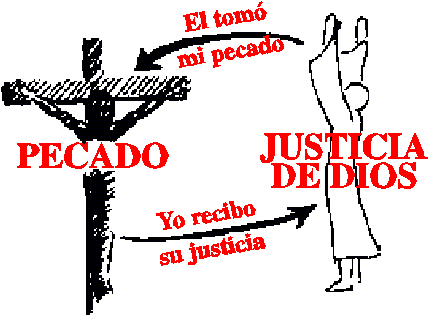 El tomó
mi pecado
PECADO
JUSTICIA
DE DIOS
Yo recibo
su justicia